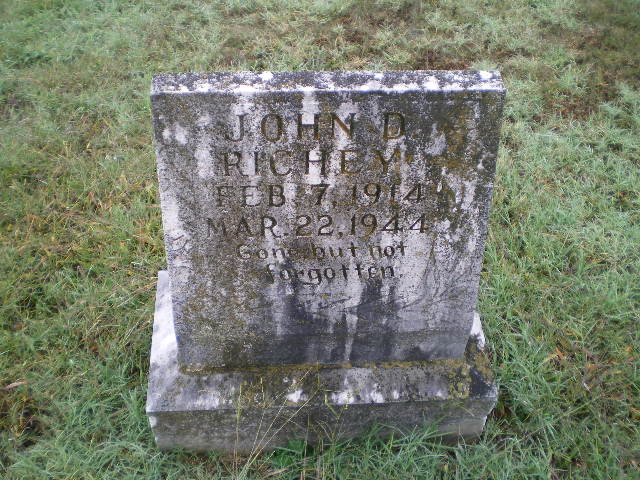 JOHN D.
RICHEY
FEB. 7, 1914
MAR. 22, 1944
Gone but not
forgotten